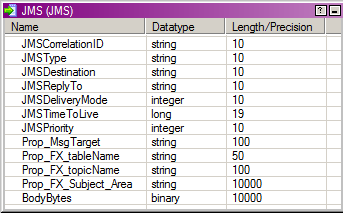 JMS (JMS)
Name Datatype Length/Precision
JMSCorrelationID string 10
JMSType string 10
JMSDestination string 10
JMSReplyTo string 10
JMSDeliveryMode integer 10
JMSTimeToLive long 19
JMSPriority integer 10
Prop_MsgTarget string 100
Prop_FX_tableName string 50
Prop_FX_topicName string 100
Prop_FX_Subject_Area string 10000
BodyBytes binary 10000